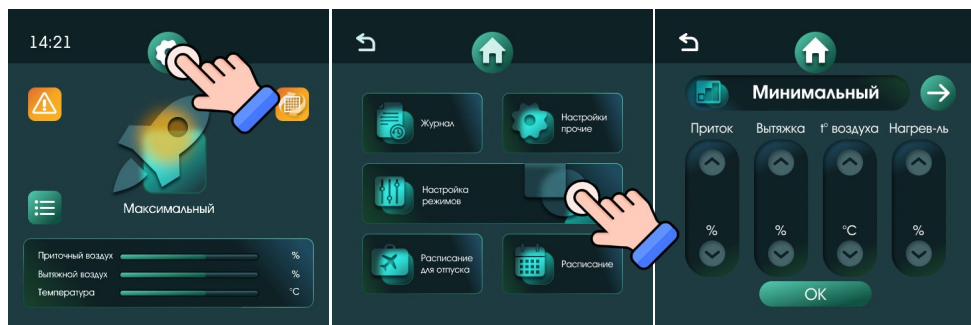 14:21
Максимальный
Приточный воздух %
Вытяжной воздух %
Температура °C
Журнал
Настройки
прочие
Настройка
режимов
Расписание
для отпуска
Расписание
Минимальный
Приток Вытяжка t° воздуха Нагрев-ль
% % °C %
OK